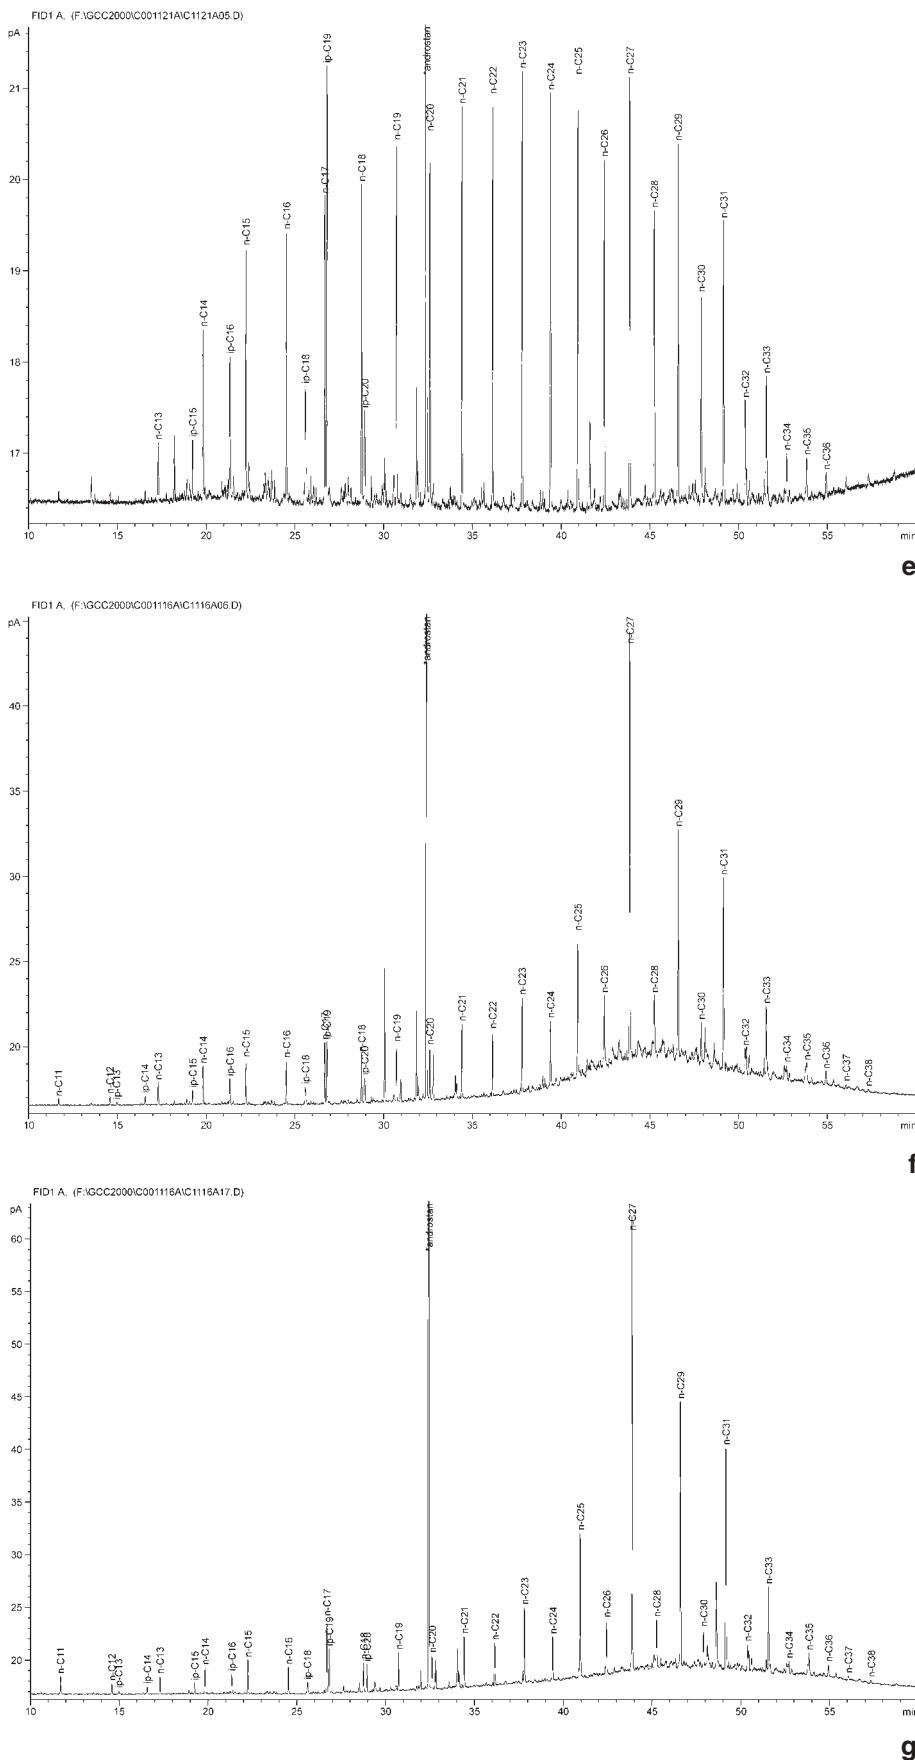 FID1 A, (F:\GCC2000\C001121A\C1121A05.D)
pA
21
20
19
18
17
n-C13
ip-C15
n-C14
ip-C16
n-C15
n-C16
ip-C18
n-C17
ip-C19
n-C18
ip-C20
n-C19
*androstan
n-C20
n-C21
n-C22
n-C23
n-C24
n-C25
n-C26
n-C27
n-C28
n-C29
n-C30
n-C31
n-C32
n-C33
n-C34
n-C35
n-C36
10 15 20 25 30 35 40 45 50 55 min
e
FID1 A, (F:\GCC2000\C001116A\C1116A06.D)
pA
40
35
30
25
20
n-C11
n-C12
ip-C13
ip-C14
n-C13
ip-C15
n-C14
ip-C16
n-C15
n-C16
ip-C18
n-C17
ip-C19
n-C18
ip-C20
n-C19
*androstan
n-C20
n-C21
n-C22
n-C23
n-C24
n-C25
n-C26
n-C27
n-C28
n-C29
n-C30
n-C31
n-C32
n-C33
n-C34
n-C35
n-C36
n-C37
n-C38
10 15 20 25 30 35 40 45 50 55 min
f
FID1 A, (F:\GCC2000\C001116A\C1116A17.D)
pA
60
55
50
45
40
35
30
25
20
n-C11
n-C12
ip-C13
ip-C14
n-C13
ip-C15
n-C14
ip-C16
n-C15
n-C16
ip-C18
n-C17
ip-C19
n-C18
ip-C20
n-C19
*androstan
n-C20
n-C21
n-C22
n-C23
n-C24
n-C25
n-C26
n-C27
n-C28
n-C29
n-C30
n-C31
n-C32
n-C33
n-C34
n-C35
n-C36
n-C37
n-C38
10 15 20 25 30 35 40 45 50 55 min
g